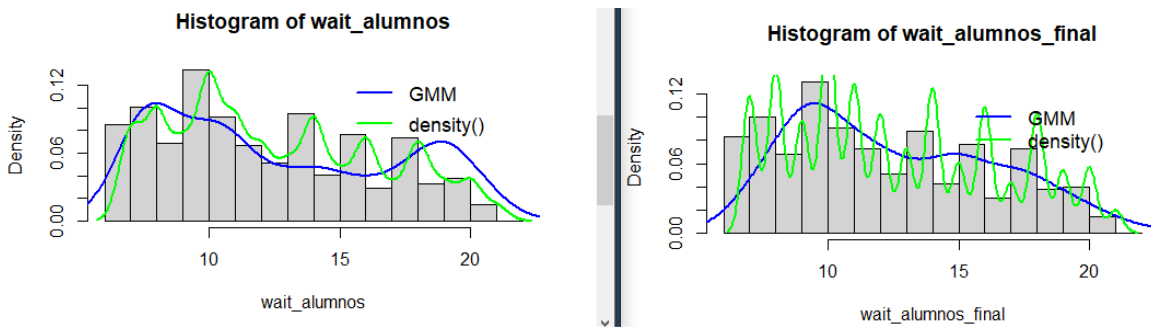 Histogram of wait_alumnos
Density
0.00 0.06 0.12
GMM
density()
10 15 20
wait_alumnos
Histogram of wait_alumnos_final
Density
0.00 0.06 0.12
GMM
density()
10 15 20
wait_alumnos_final